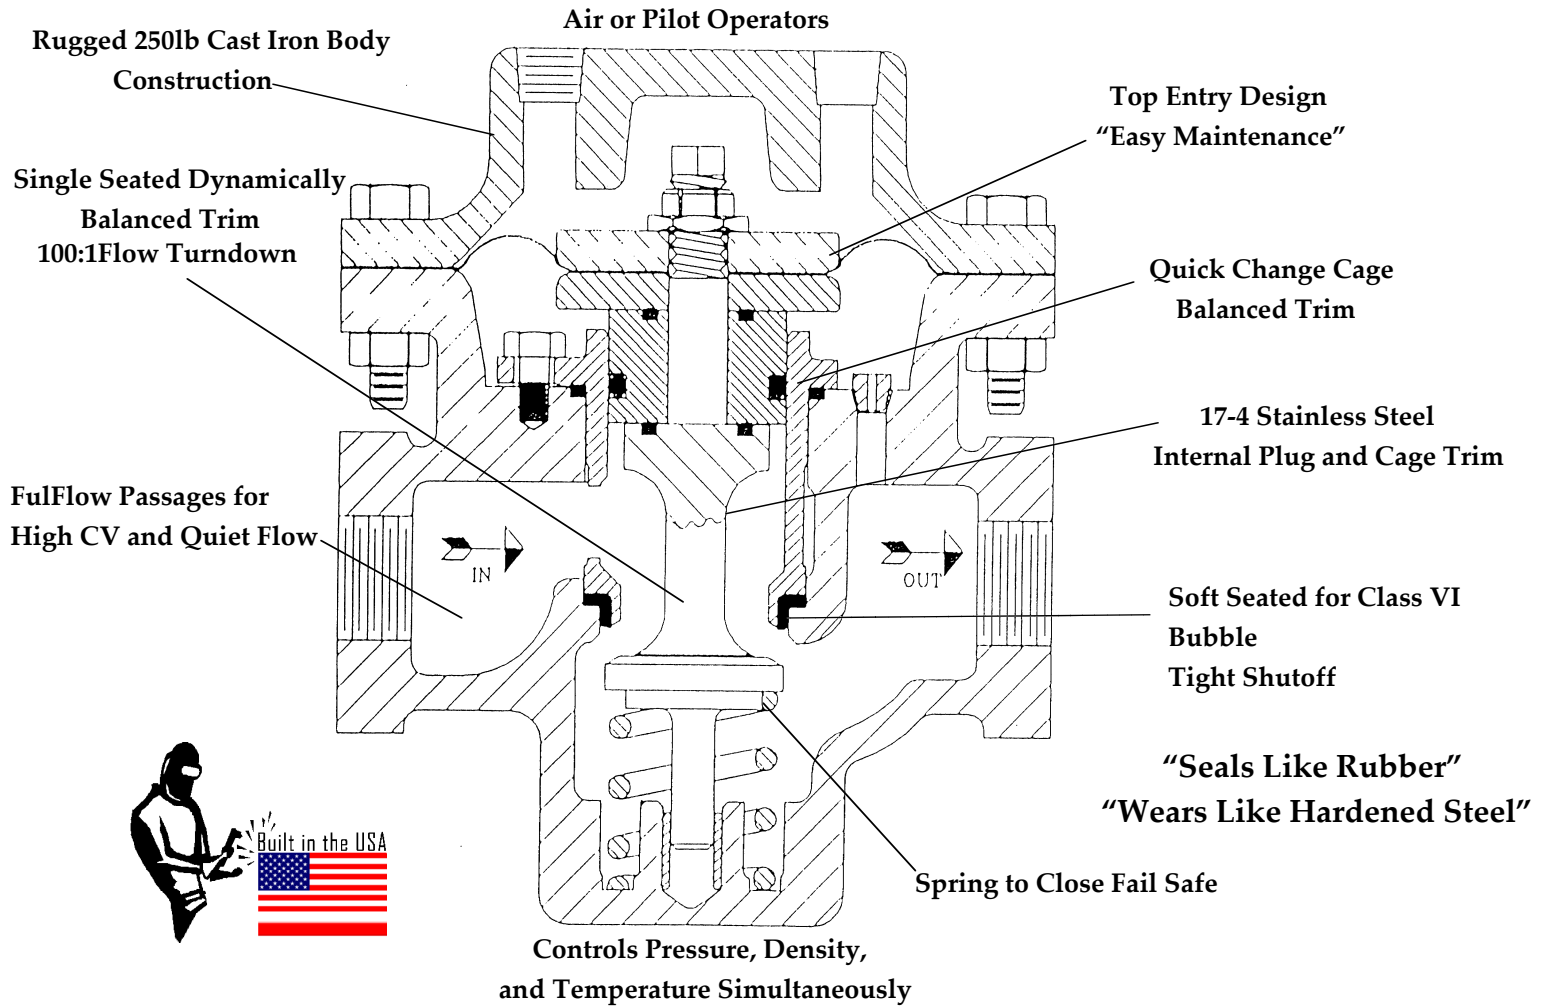 Air or Pilot Operators
Rugged 250lb Cast Iron Body
Construction
Top Entry Design
“Easy Maintenance”
Single Seated Dynamically
Balanced Trim
100:1Flow Turndown
Quick Change Cage
Balanced Trim
17-4 Stainless Steel
Internal Plug and Cage Trim
FulFlow Passages for
High CV and Quiet Flow
IN
OUT
Soft Seated for Class VI
Bubble
Tight Shutoff
“Seals Like Rubber”
“Wears Like Hardened Steel”
Built in the USA
Spring to Close Fail Safe
Controls Pressure, Density,
and Temperature Simultaneously